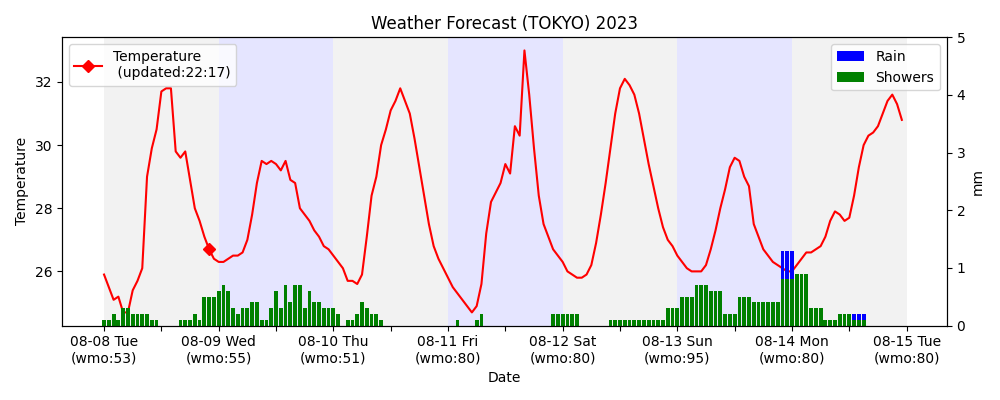 Weather Forecast (TOKYO) 2023
Temperature
(updated:22:17)
Rain
Showers
Temperature
32
30
28
26
5
4
3
2
1
0
mm
08-08 Tue
(wmo:53)
08-09 Wed
(wmo:55)
08-10 Thu
(wmo:51)
08-11 Fri
(wmo:80)
08-12 Sat
(wmo:80)
08-13 Sun
(wmo:95)
08-14 Mon
(wmo:80)
08-15 Tue
(wmo:80)
Date